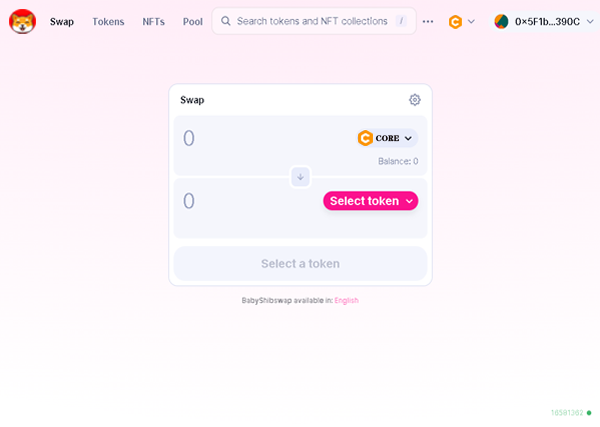 Swap Tokens NFTs Pool Search tokens and NFT collections / ... 0×5F1b...390C
Swap
0 CORE
Balance: 0
0 Select token
Select a token
BabyShibswap available in: English